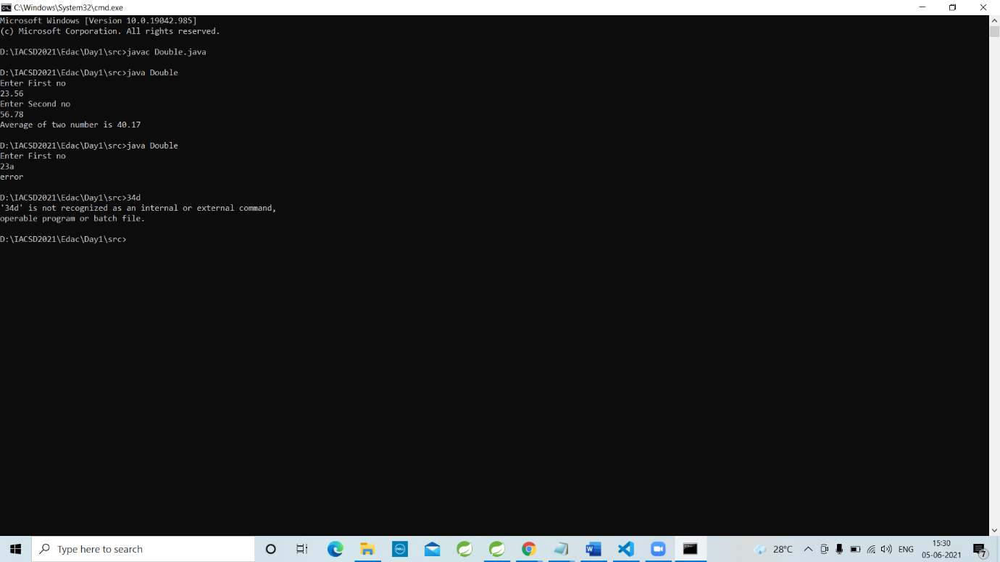 C:\Windows\System32\cmd.exe
Microsoft Windows [Version 10.0.19042.985]
(c) Microsoft Corporation. All rights reserved.
D:\IACSD2021\Edac\Day1\src>javac Double.java
D:\IACSD2021\Edac\Day1\src>java Double
Enter First no
23.56
Enter Second no
56.78
Average of two number is 40.17
D:\IACSD2021\Edac\Day1\src>java Double
Enter First no
23a
error
D:\IACSD2021\Edac\Day1\src>34d
'34d' is not recognized as an internal or external command,
operable program or batch file.
D:\IACSD2021\Edac\Day1\src>
Type here to search
DELL
W
28°C
ENG
15:30
05-06-2021
7